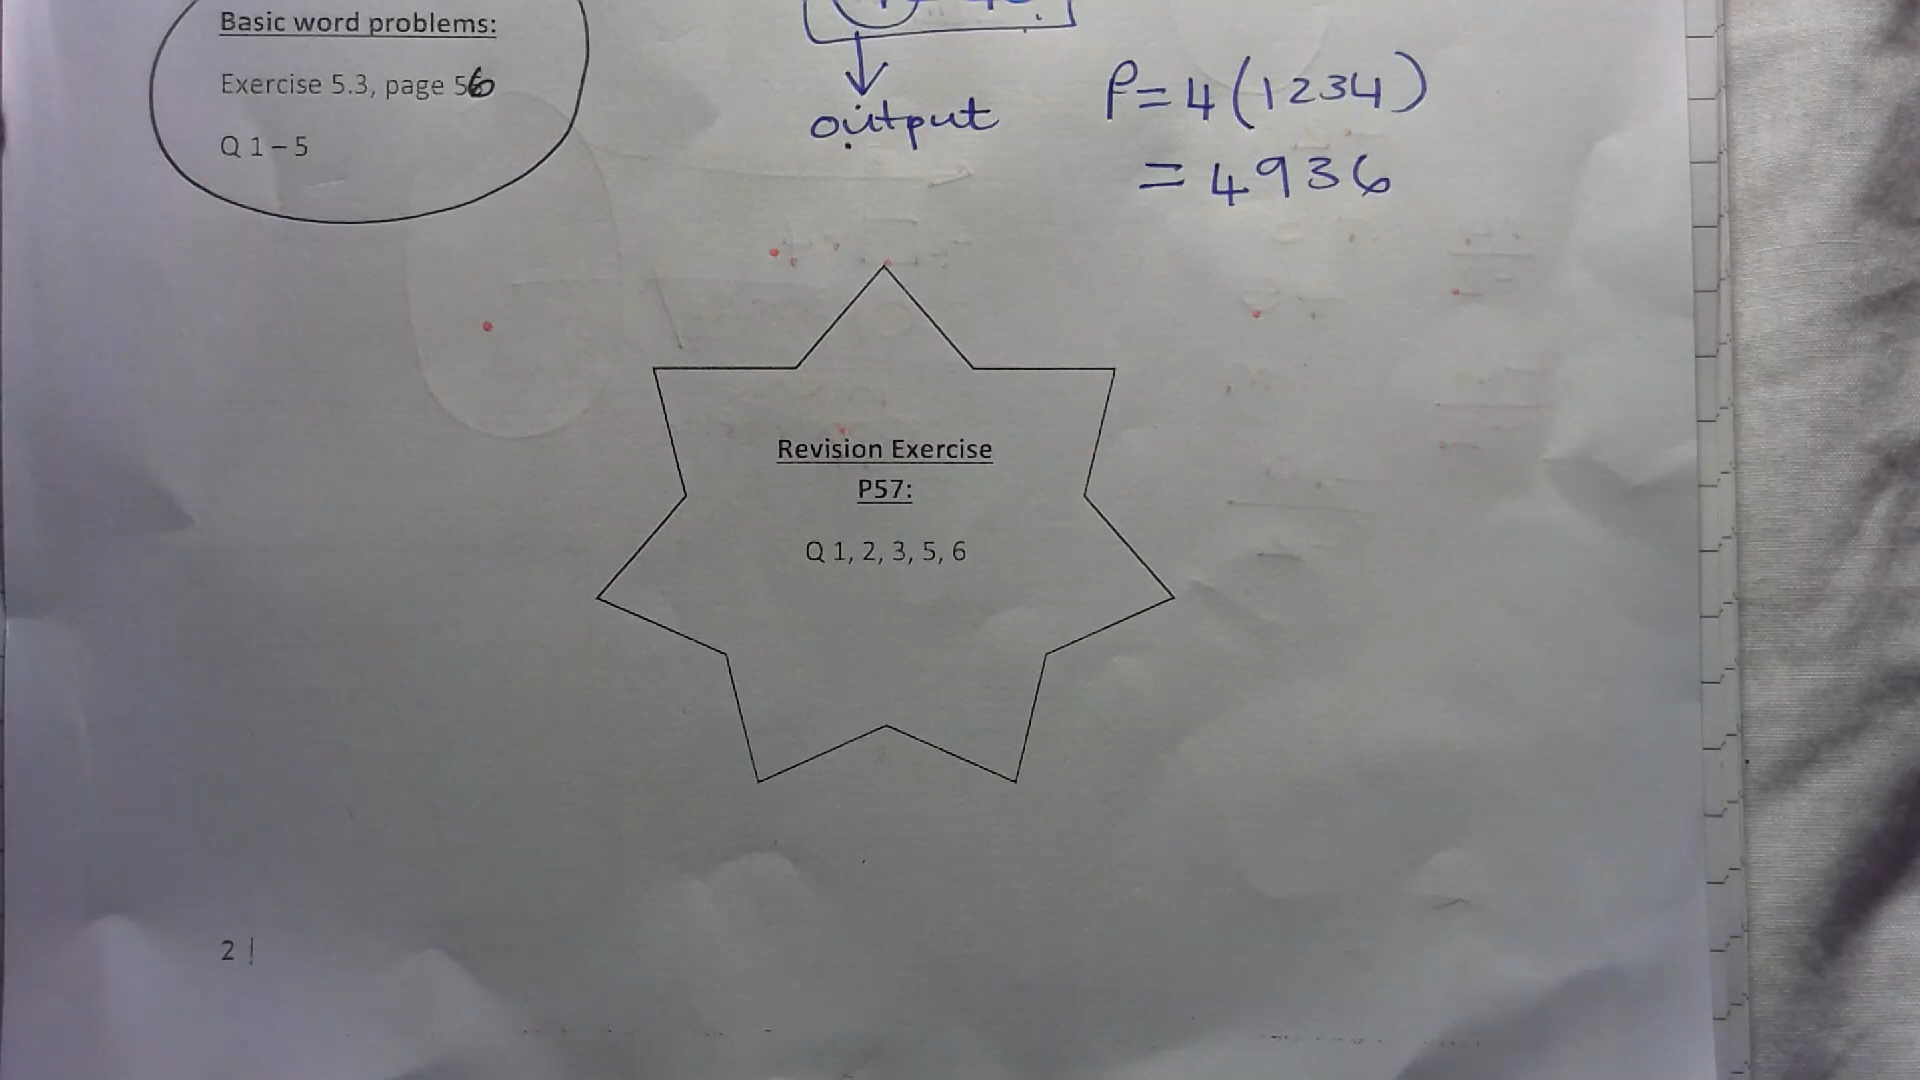 Basic word problems:
Exercise 5.3, page 56
Q 1 – 5
output
P = 4 (1234)
= 4936
Revision Exercise
P57:
Q 1, 2, 3, 5, 6
2 |